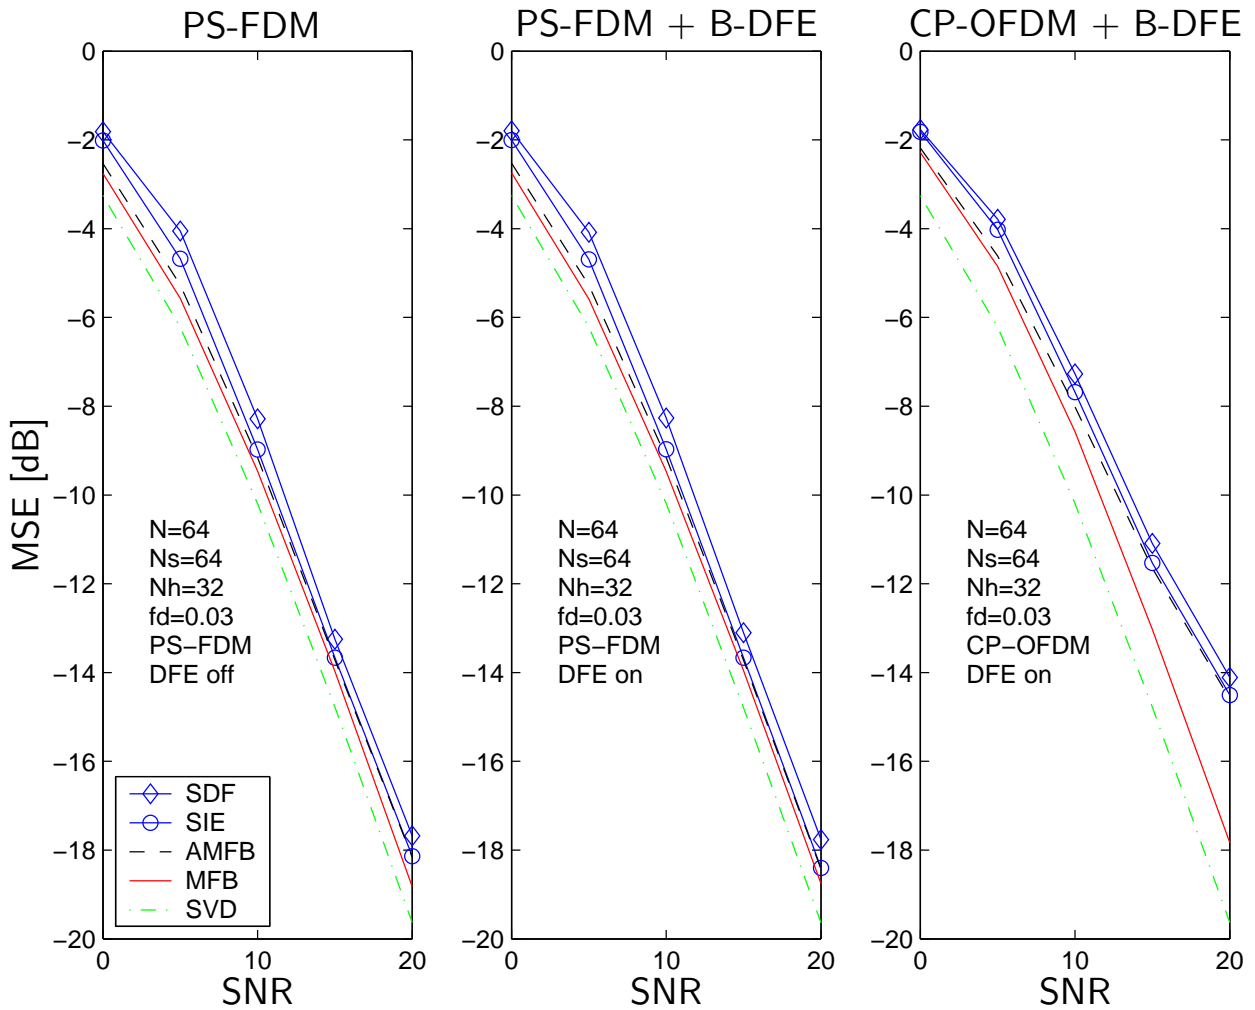 PS-FDM
PS-FDM + B-DFE
CP-OFDM + B-DFE
MSE [dB]
0
−2
−4
−6
−8
−10
−12
−14
−16
−18
−20
N=64
Ns=64
Nh=32
fd=0.03
PS−FDM
DFE off
SDF
SIE
AMFB
MFB
SVD
0
10
20
SNR
0
−2
−4
−6
−8
−10
−12
−14
−16
−18
−20
N=64
Ns=64
Nh=32
fd=0.03
PS−FDM
DFE on
0
10
20
SNR
0
−2
−4
−6
−8
−10
−12
−14
−16
−18
−20
N=64
Ns=64
Nh=32
fd=0.03
CP−OFDM
DFE on
0
10
20
SNR